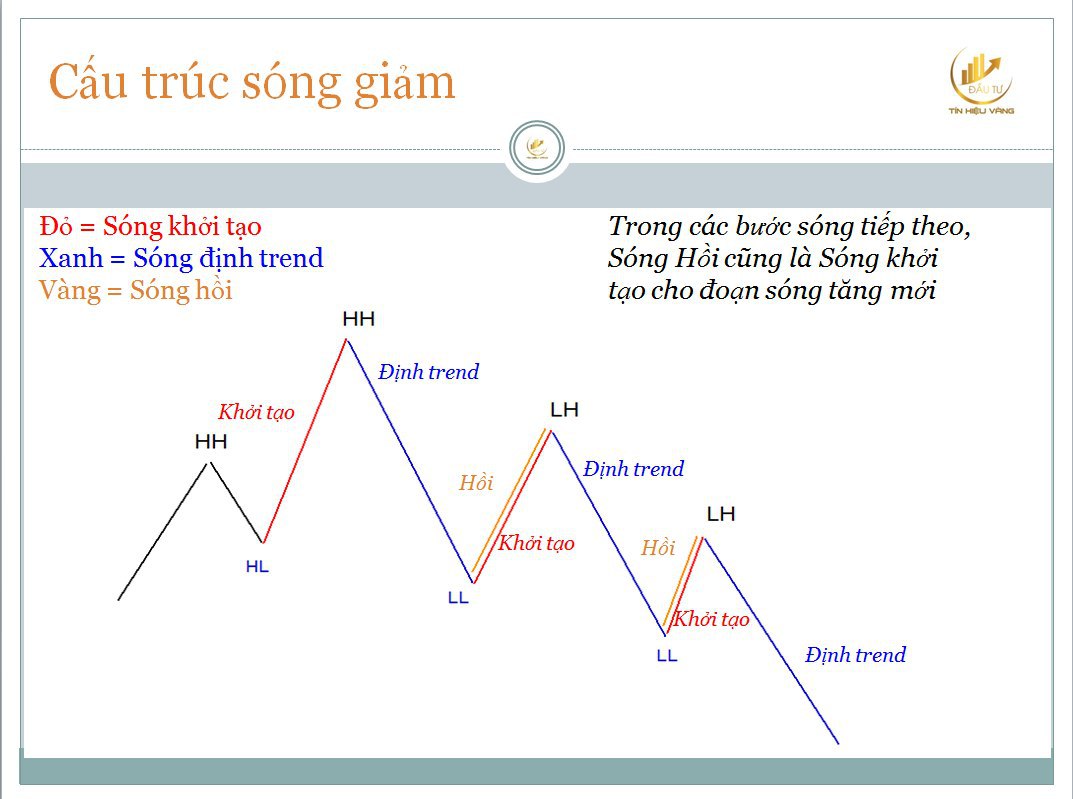 Cấu trúc sóng giảm
ĐẦU TƯ
TÍN HIỆU VÀNG
Đỏ = Sóng khởi tạo
Xanh = Sóng định trend
Vàng = Sóng hồi
Trong các bước sóng tiếp theo,
Sóng Hồi cũng là Sóng khởi
tạo cho đoạn sóng tăng mới
HH
Định trend
Khởi tạo
LH
HH
Định trend
Hồi
LH
Khởi tạo
Hồi
HL
LL
Khởi tạo
LL
Định trend